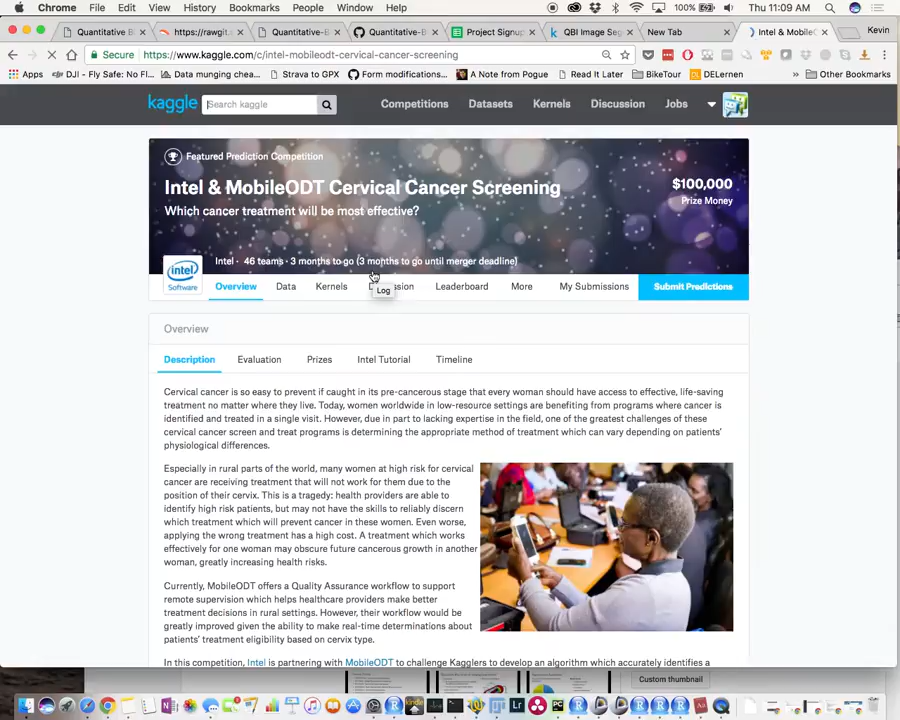 Chrome File Edit View History Bookmarks People Window Help 100% Thu 11:09 AM
Quantitative B https://rawgit. Quantitative-B Quantitative-B Project Signup QBI Image Seg New Tab Intel & MobileO Kevin
Secure https://www.kaggle.com/c/intel-mobileodt-cervical-cancer-screening
Apps DJI - Fly Safe: No-Fl... Data munging chea... Strava to GPX Form modifications... A Note from Pogue Read It Later BikeTour DELernen » Other Bookmarks
kaggle Search kaggle Competitions Datasets Kernels Discussion Jobs
Featured Prediction Competition
Intel & MobileODT Cervical Cancer Screening
Which cancer treatment will be most effective?
$100,000
Prize Money
Intel · 46 teams · 3 months to go (3 months to go until merger deadline)
intel
Software
Overview Data Kernels Leaderboard More My Submissions Submit Predictions
Log
Overview
Description Evaluation Prizes Intel Tutorial Timeline
Cervical cancer is so easy to prevent if caught in its pre-cancerous stage that every woman should have access to effective, life-saving
treatment no matter where they live. Today, women worldwide in low-resource settings are benefiting from programs where cancer is
identified and treated in a single visit. However, due in part to lacking expertise in the field, one of the greatest challenges of these
cervical cancer screen and treat programs is determining the appropriate method of treatment which can vary depending on patients'
physiological differences.
Especially in rural parts of the world, many women at high risk for cervical
cancer are receiving treatment that will not work for them due to the
position of their cervix. This is a tragedy: health providers are able to
identify high risk patients, but may not have the skills to reliably discern
which treatment which will prevent cancer in these women. Even worse,
applying the wrong treatment has a high cost. A treatment which works
effectively for one woman may obscure future cancerous growth in another
woman, greatly increasing health risks.
Currently, MobileODT offers a Quality Assurance workflow to support
remote supervision which helps healthcare providers make better
treatment decisions in rural settings. However, their workflow would be
greatly improved given the ability to make real-time determinations about
patients' treatment eligibility based on cervix type.
In this competition, Intel is partnering with MobileODT to challenge Kagglers to develop an algorithm which accurately identifies a
Custom thumbnail